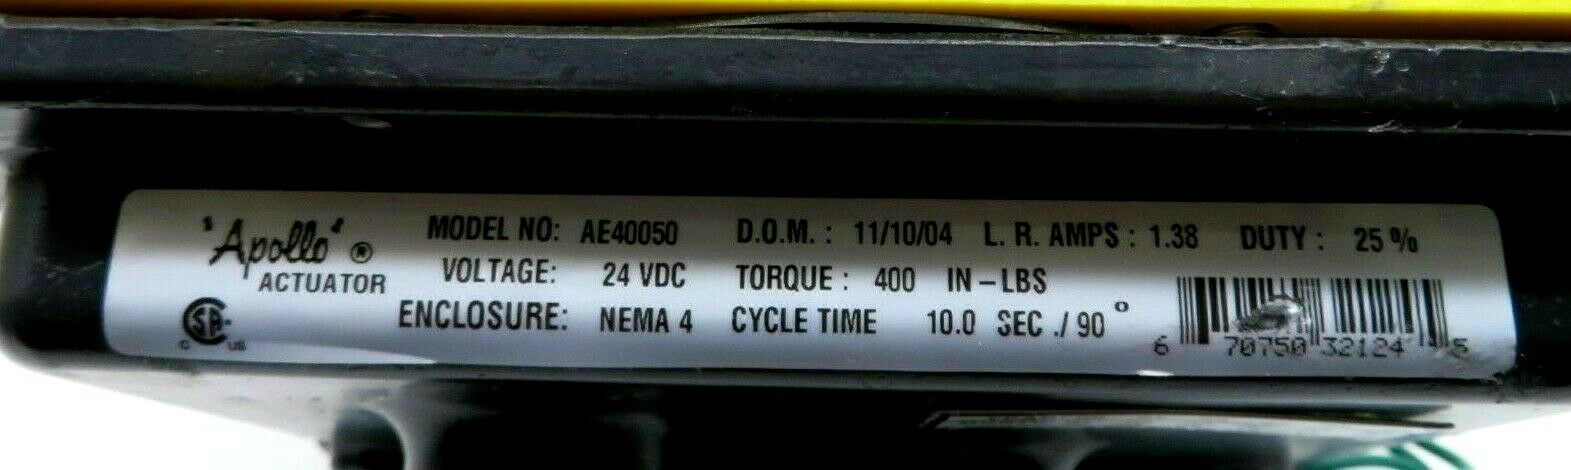 "Apollo" ®
ACTUATOR
MODEL NO: AE40050 D.O.M. : 11/10/04 L. R. AMPS : 1.38 DUTY : 25 %
VOLTAGE: 24 VDC TORQUE : 400 IN-LBS
ENCLOSURE: NEMA 4 CYCLE TIME 10.0 SEC ./ 90°
C US
6 70750 32124 5